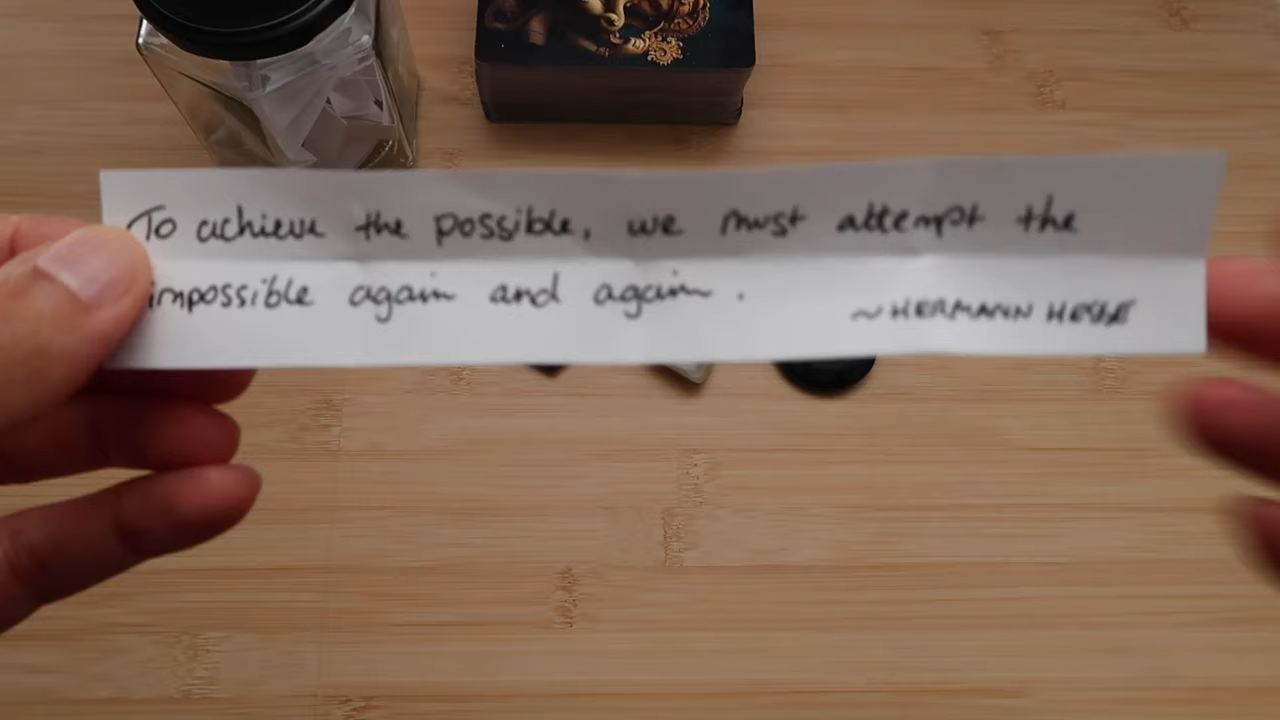 To achieve the possible, we must attempt the
impossible again and again.
~HERMANN HESSE